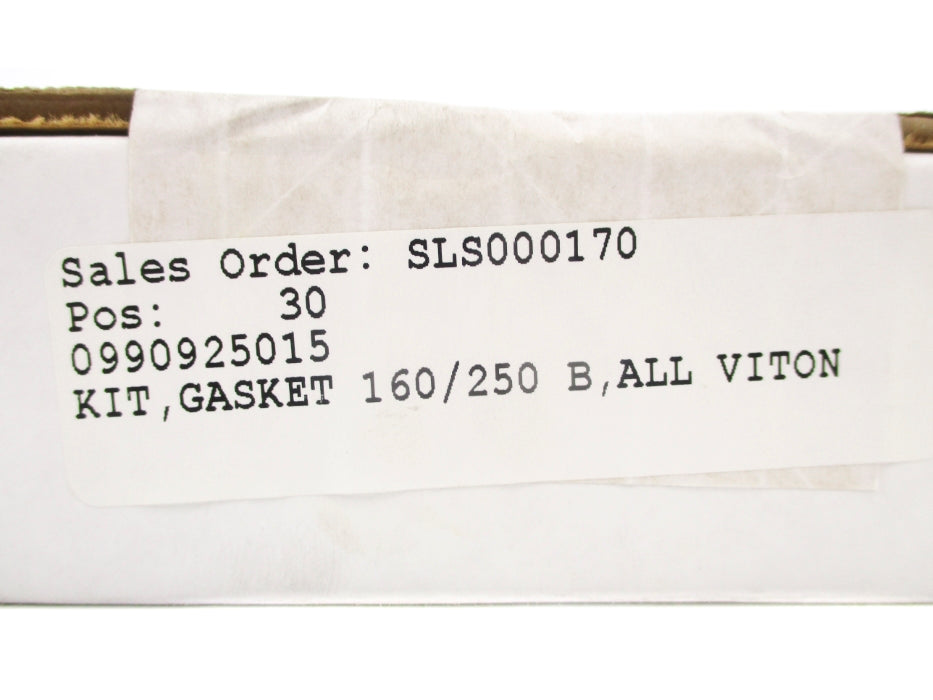 Sales Order: SLS000170
Pos: 30
0990925015
KIT,GASKET 160/250 B,ALL VITON